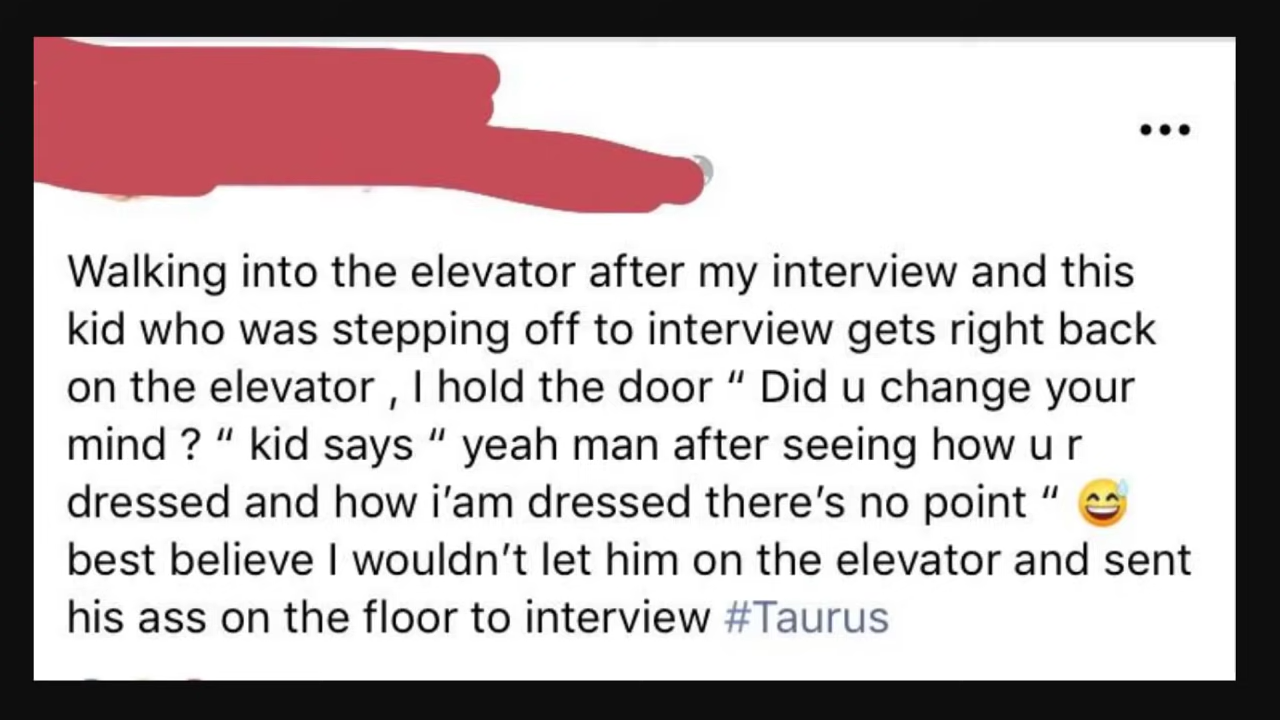 Walking into the elevator after my interview and this
kid who was stepping off to interview gets right back
on the elevator , I hold the door “ Did u change your
mind ? “ kid says “ yeah man after seeing how u r
dressed and how i’am dressed there’s no point “ 😅
best believe I wouldn’t let him on the elevator and sent
his ass on the floor to interview #Taurus